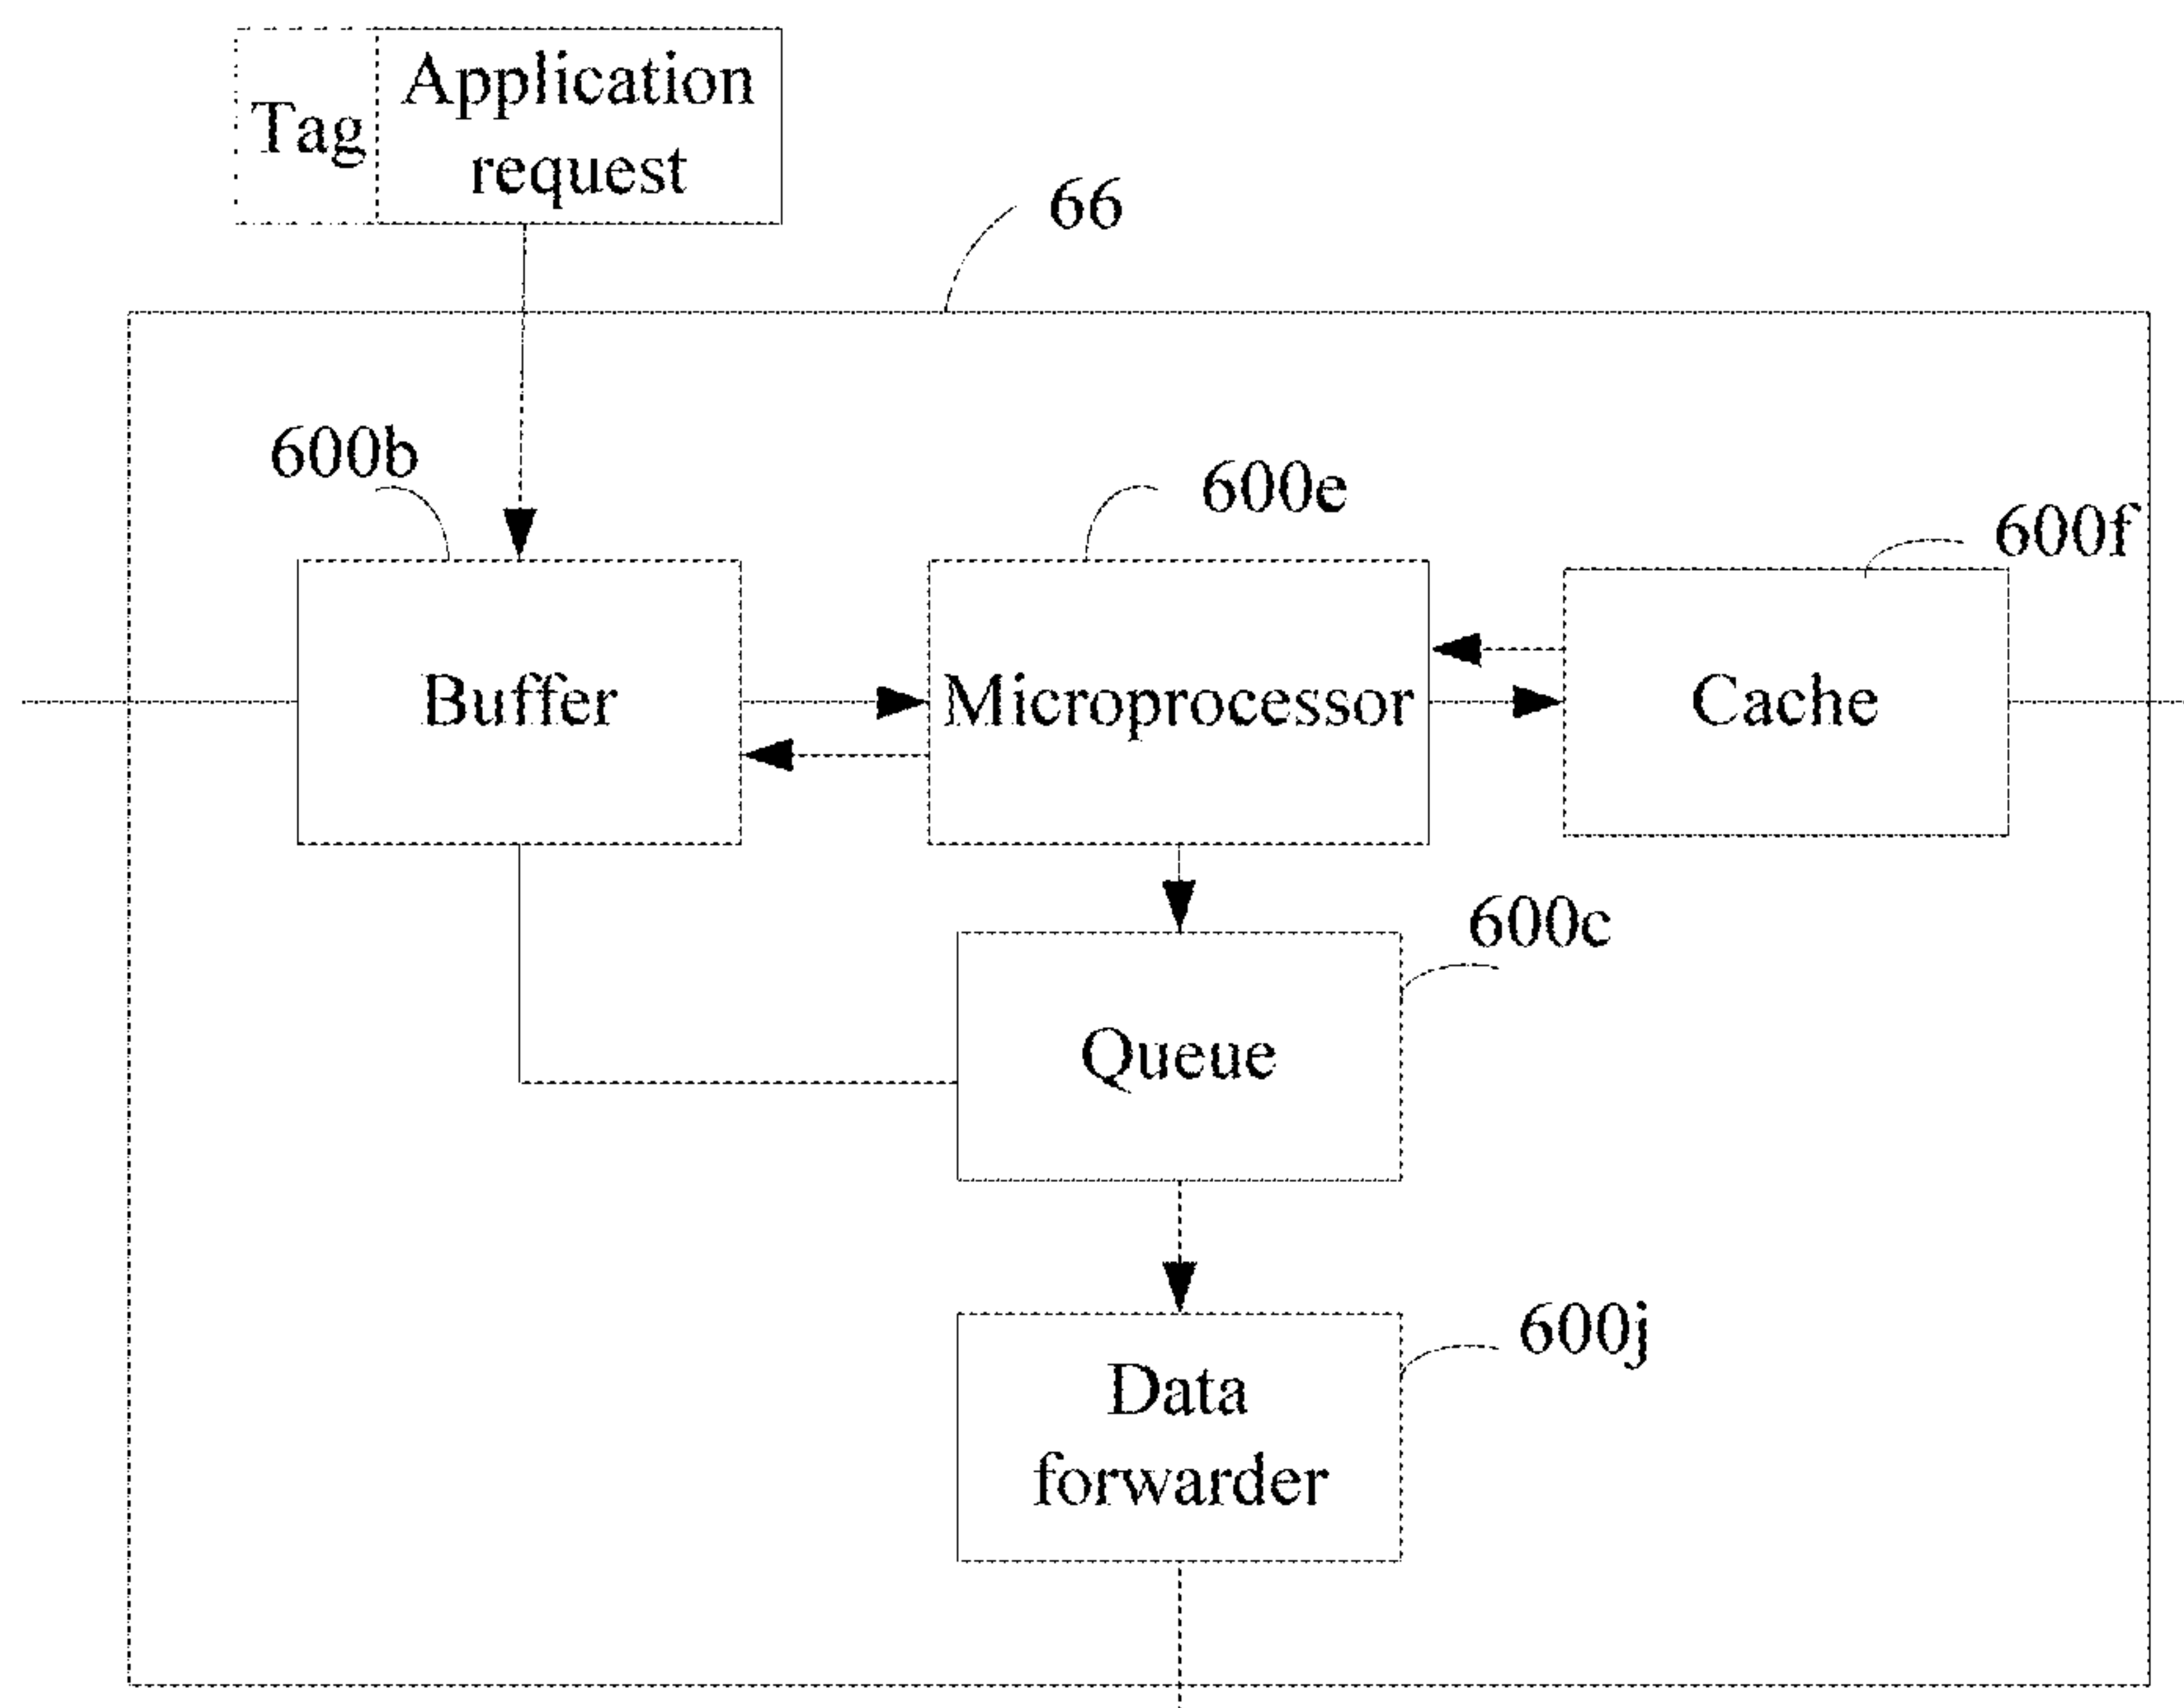 Tag
Application
request
66
600b
600e
600f
Buffer
Microprocessor
Cache
600c
Queue
600j
Data
forwarder